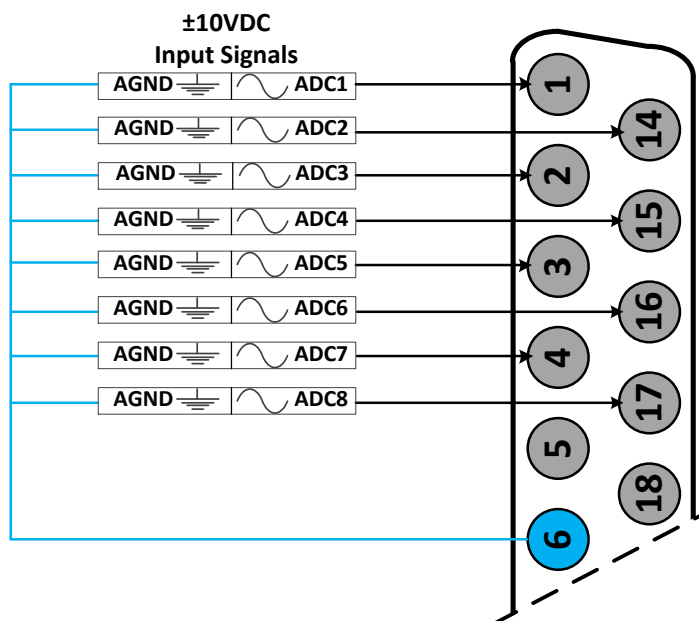 ±10VDC
Input Signals
AGND ADC1
AGND ADC2
AGND ADC3
AGND ADC4
AGND ADC5
AGND ADC6
AGND ADC7
AGND ADC8
1
14
2
15
3
16
4
17
5
18
6